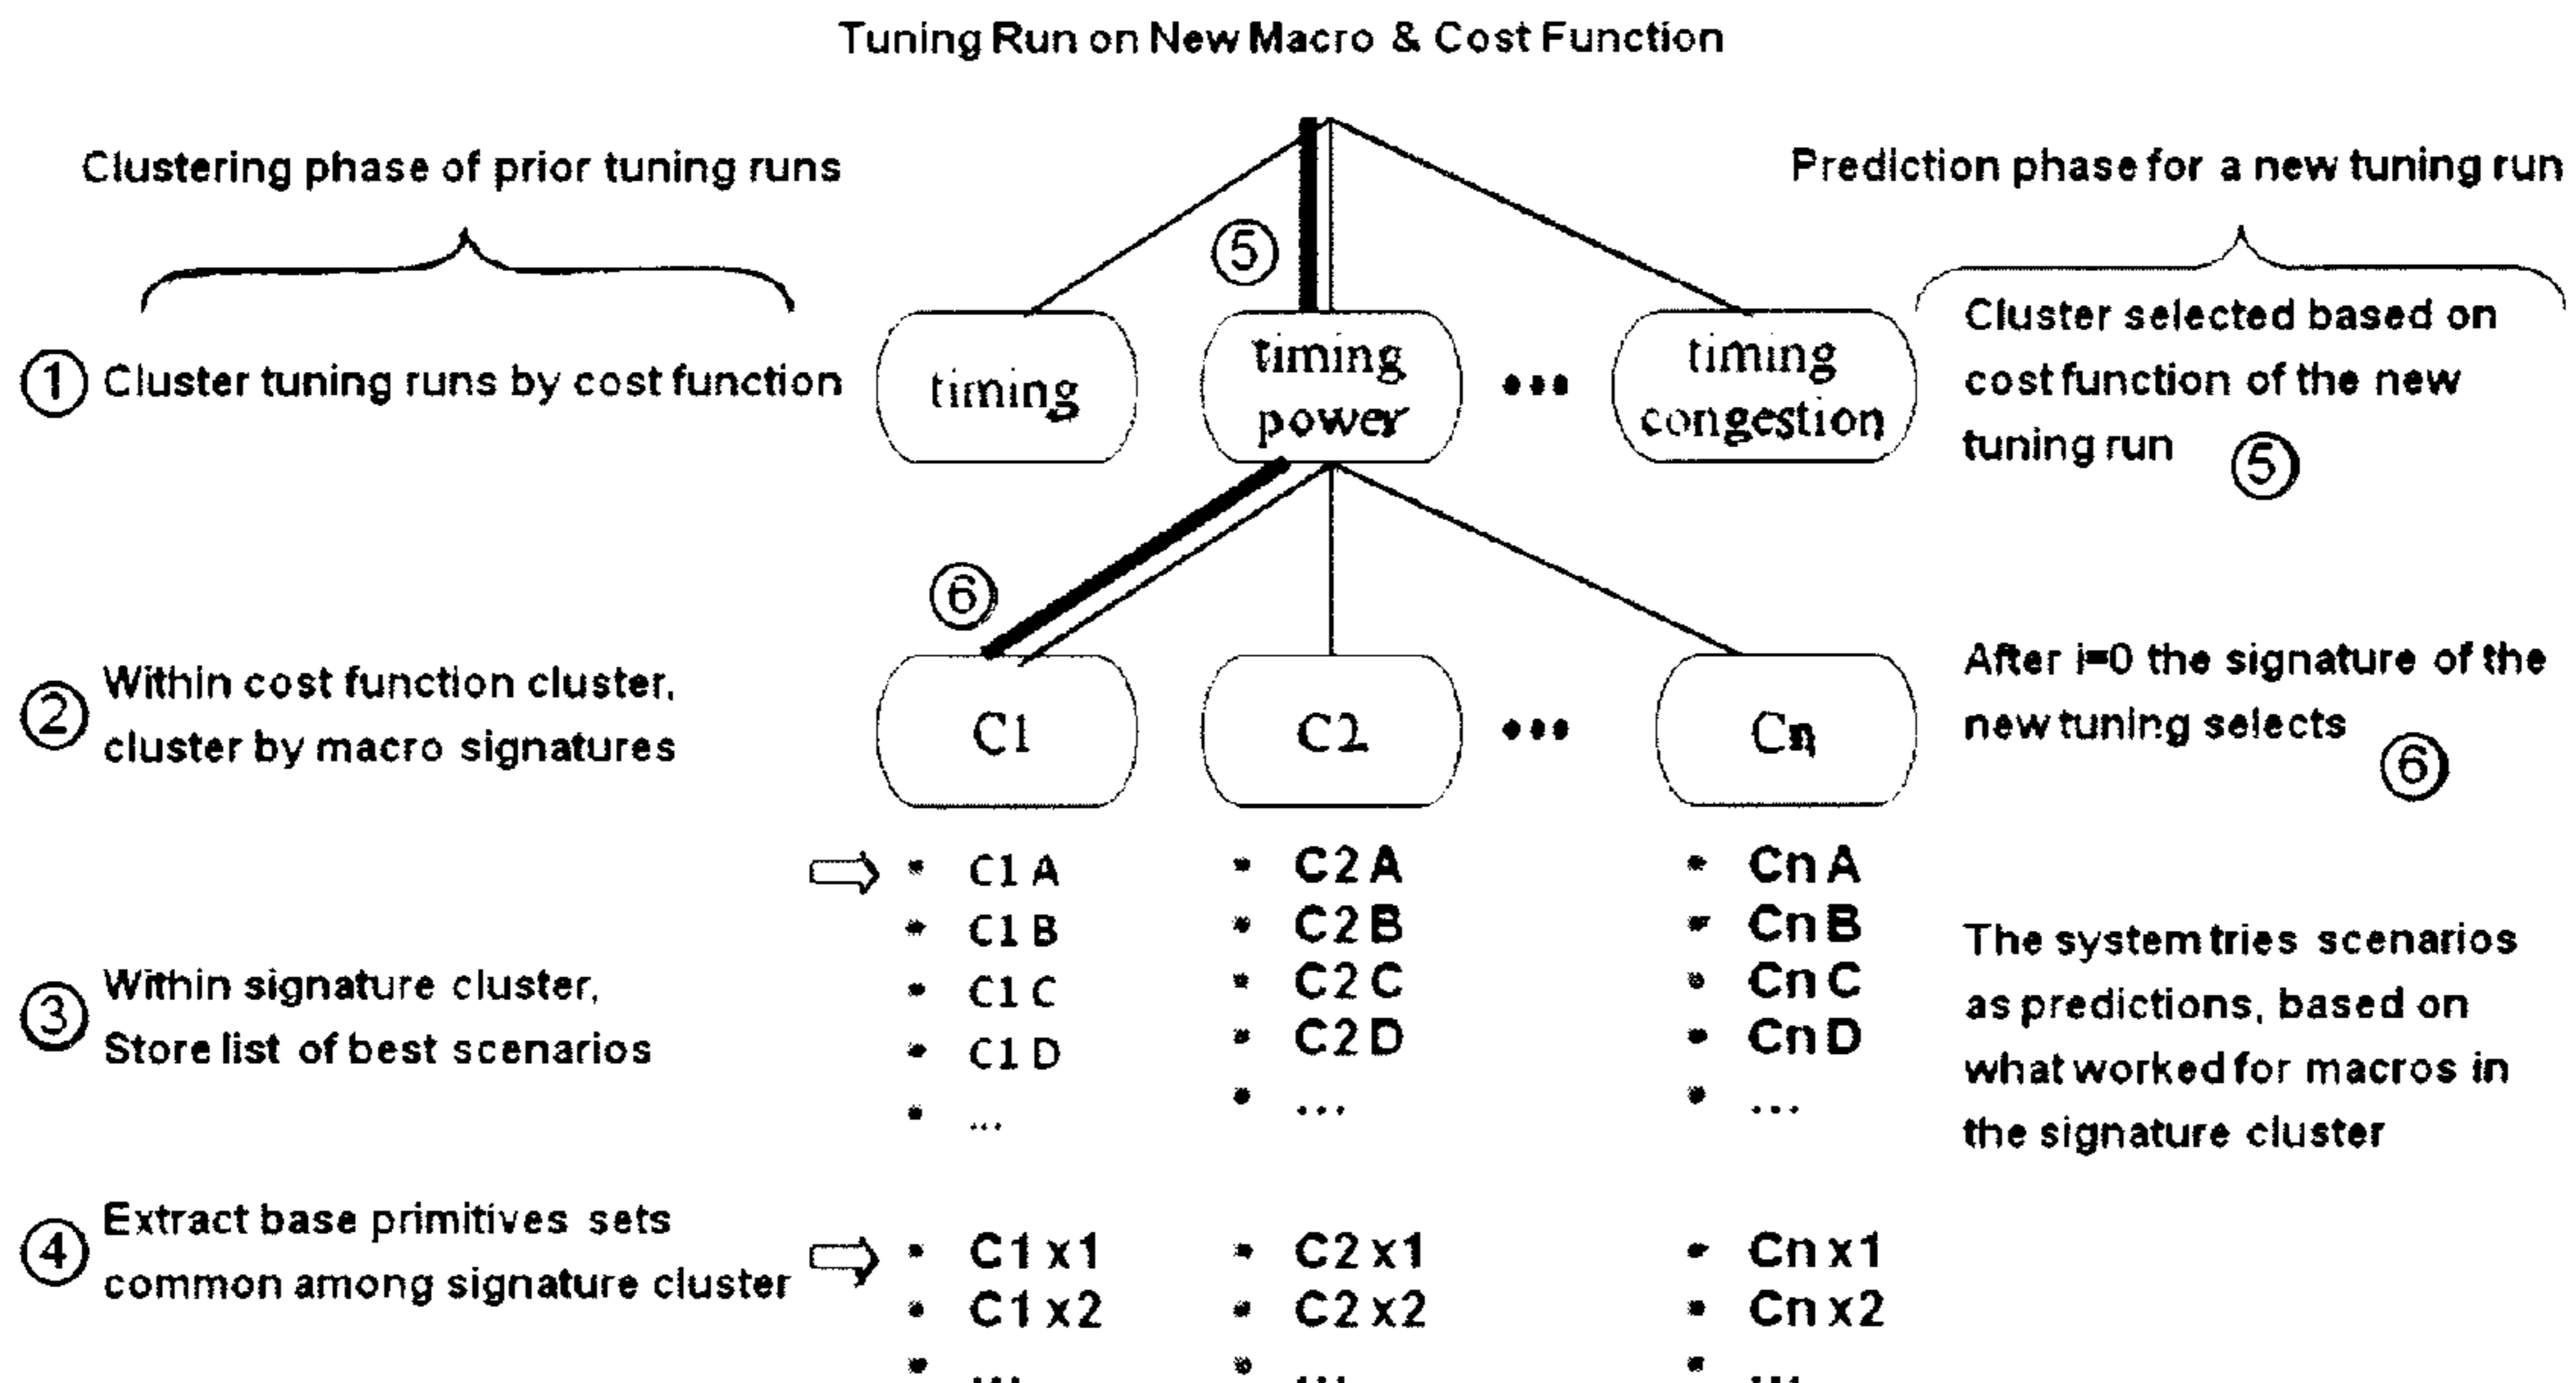 Tuning Run on New Macro & Cost Function
Clustering phase of prior tuning runs
Prediction phase for a new tuning run
5
1 Cluster tuning runs by cost function
timing
timing
power
•••
timing
congestion
Cluster selected based on
cost function of the new
tuning run 5
6
2 Within cost function cluster,
cluster by macro signatures
C1
C2
•••
Cn
After i=0 the signature of the
new tuning selects 6
3 Within signature cluster,
Store list of best scenarios
• C1 A
• C1 B
• C1 C
• C1 D
• ...
• C2 A
• C2 B
• C2 C
• C2 D
• ...
• Cn A
• Cn B
• Cn C
• Cn D
• ...
The system tries scenarios
as predictions, based on
what worked for macros in
the signature cluster
4 Extract base primitives sets
common among signature cluster
• C1 x1
• C1 x2
• ...
• C2 x1
• C2 x2
• ...
• Cn x1
• Cn x2
• ...